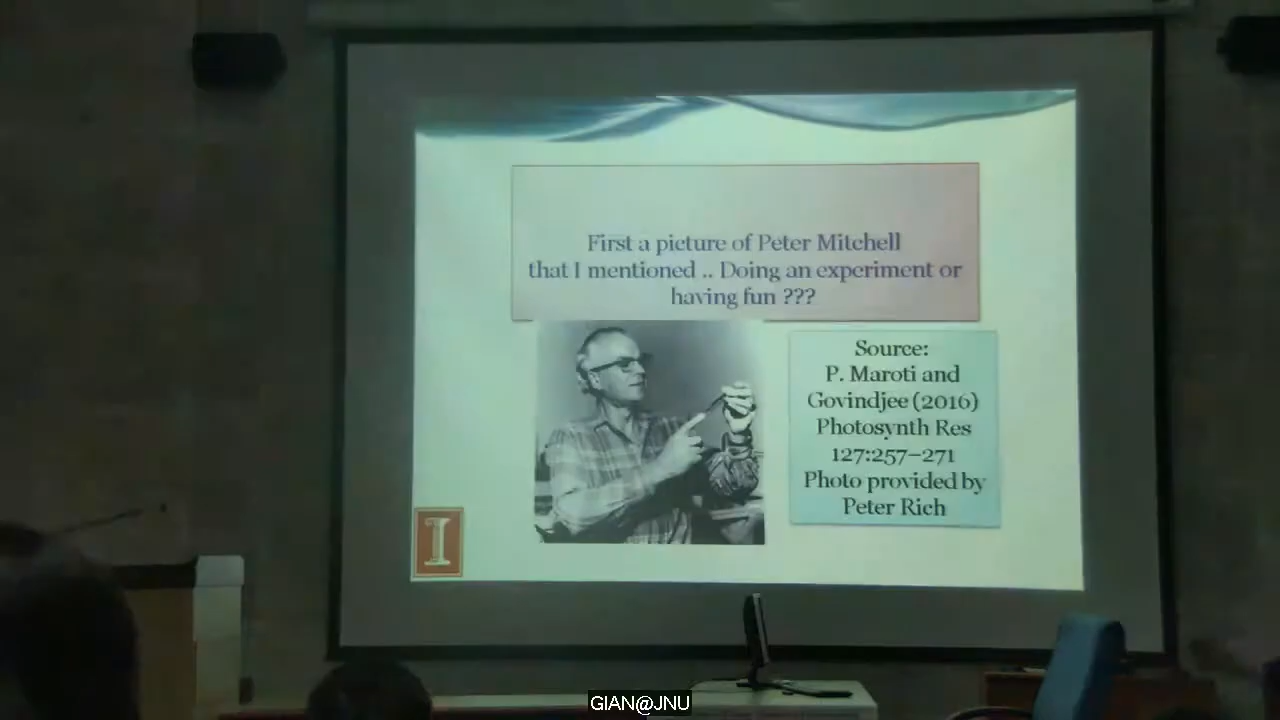 First a picture of Peter Mitchell
that I mentioned .. Doing an experiment or
having fun ???
Source:
P. Maroti and
Govindjee (2016)
Photosynth Res
127:257–271
Photo provided by
Peter Rich
I
GIAN@JNU